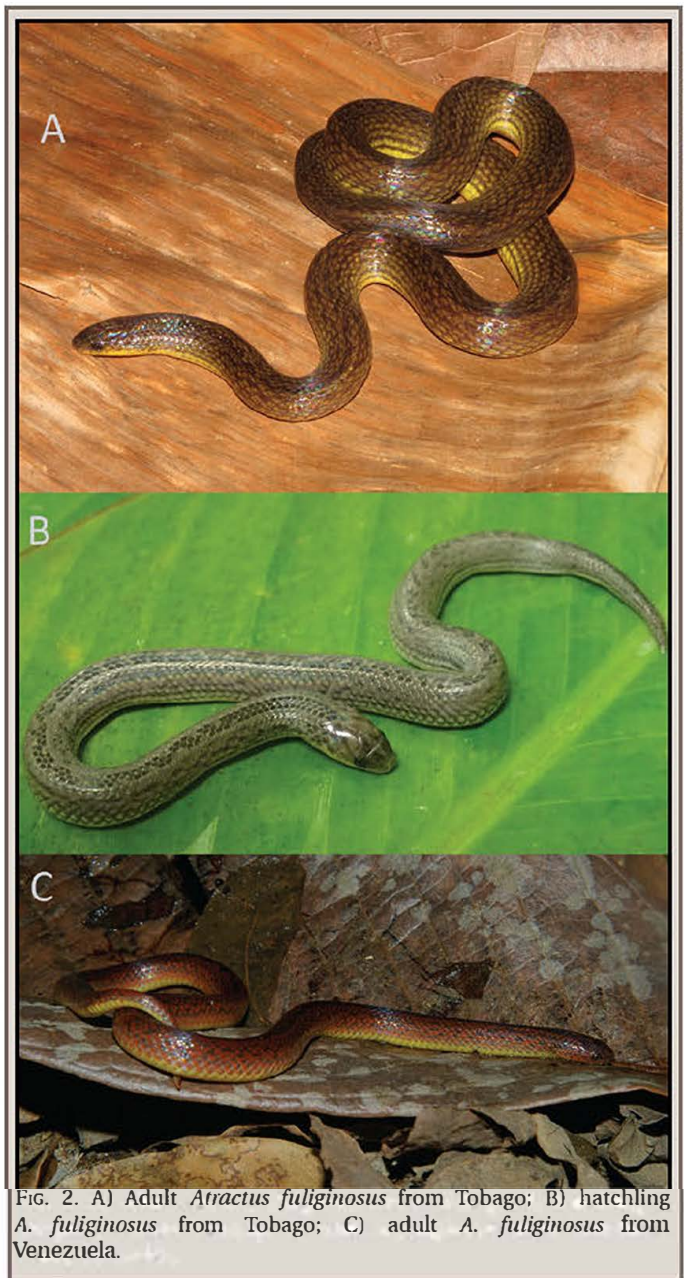 A
B
C
FIG. 2. A) Adult Atractus fuliginosus from Tobago; B) hatchling
A. fuliginosus from Tobago; C) adult A. fuliginosus from
Venezuela.